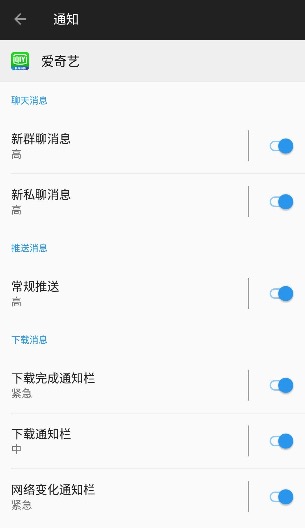 通知
爱奇艺
聊天消息
新群聊消息
高
新私聊消息
高
推送消息
常规推送
高
下载消息
下载完成通知栏
紧急
下载通知栏
中
网络变化通知栏
紧急